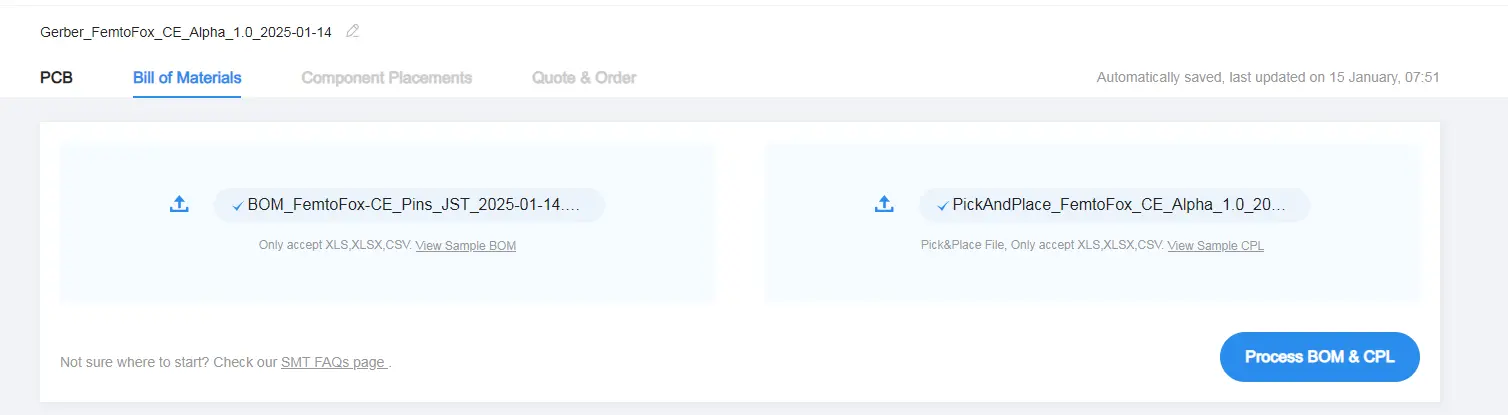 Gerber_FemtoFox_CE_Alpha_1.0_2025-01-14
PCB Bill of Materials Component Placements Quote & Order Automatically saved, last updated on 15 January, 07:51
BOM_FemtoFox-CE_Pins_JST_2025-01-14....
Only accept XLS,XLSX,CSV. View Sample BOM
PickAndPlace_FemtoFox_CE_Alpha_1.0_20...
Pick&Place File, Only accept XLS,XLSX,CSV. View Sample CPL
Not sure where to start? Check our SMT FAQs page .
Process BOM & CPL